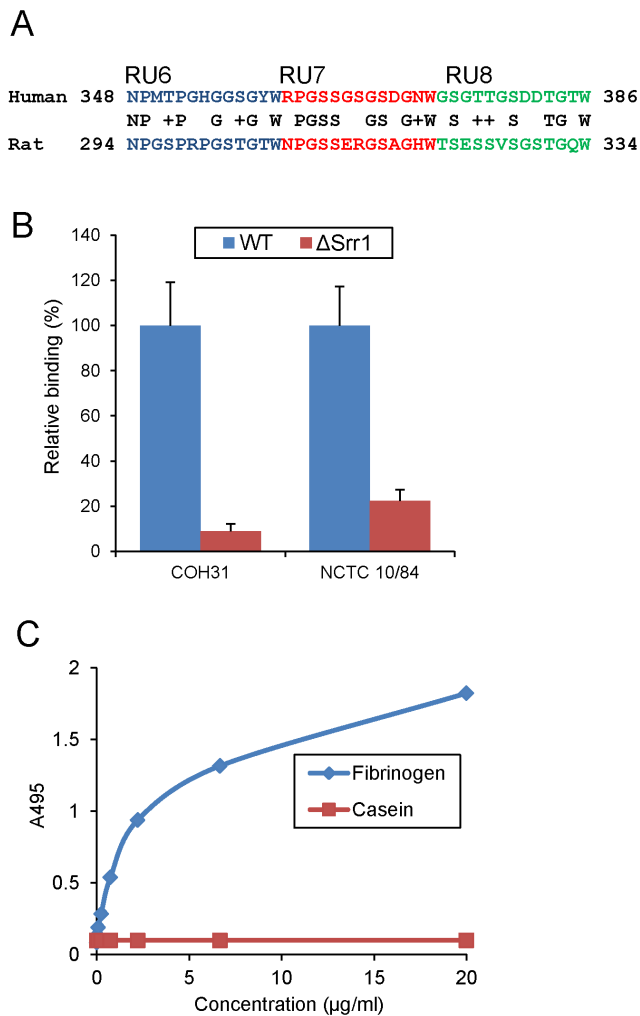 A
RU6 RU7 RU8
Human 348 NPMTPGHGGSGYWRPGSSGSGSDGNWGSGTTGSDDTGTW 386
NP +P G +G W PGSS GS G+W S ++ S TG W
Rat 294 NPGSPRPGSTGTWNPGSSERGSAGHWTSESSVSGSTGQW 334
B
WT ΔSrr1
140
120
100
80
60
40
20
0
Relative binding (%)
COH31 NCTC 10/84
C
2
1.5
1
0.5
0
A495
Fibrinogen
Casein
0 5 10 15 20
Concentration (µg/ml)